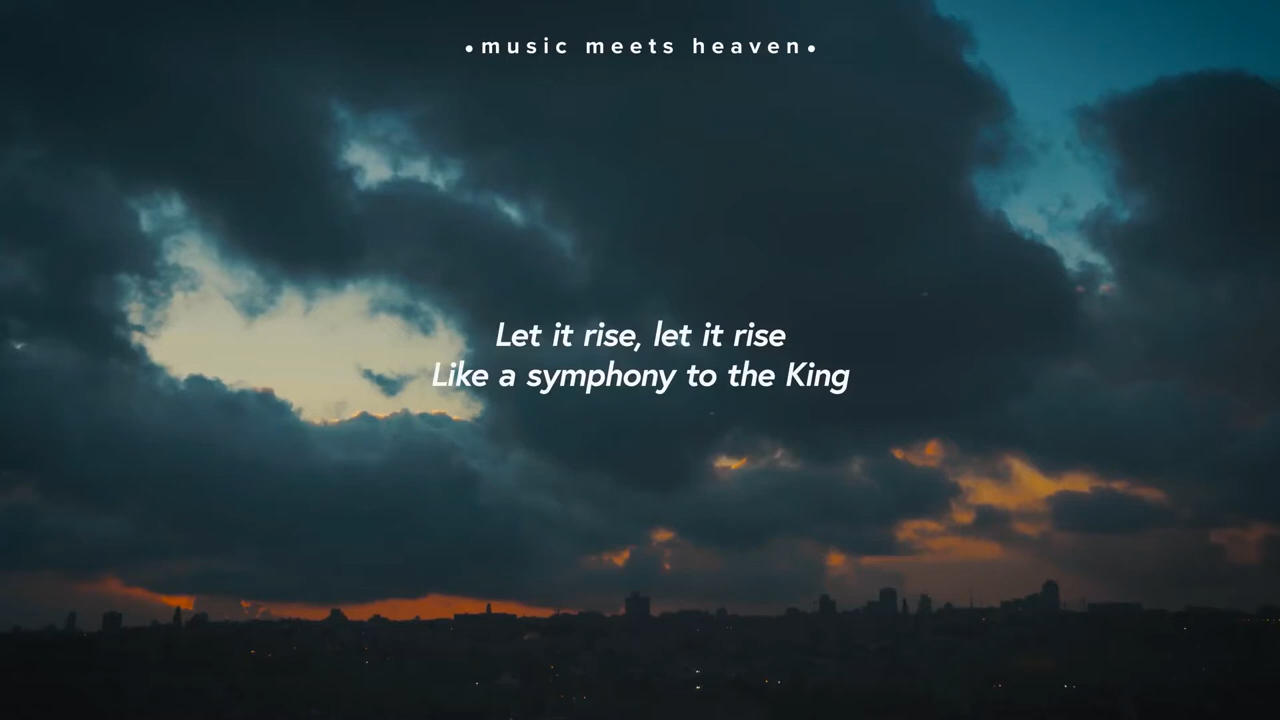 •music meets heaven•
Let it rise, let it rise
Like a symphony to the King